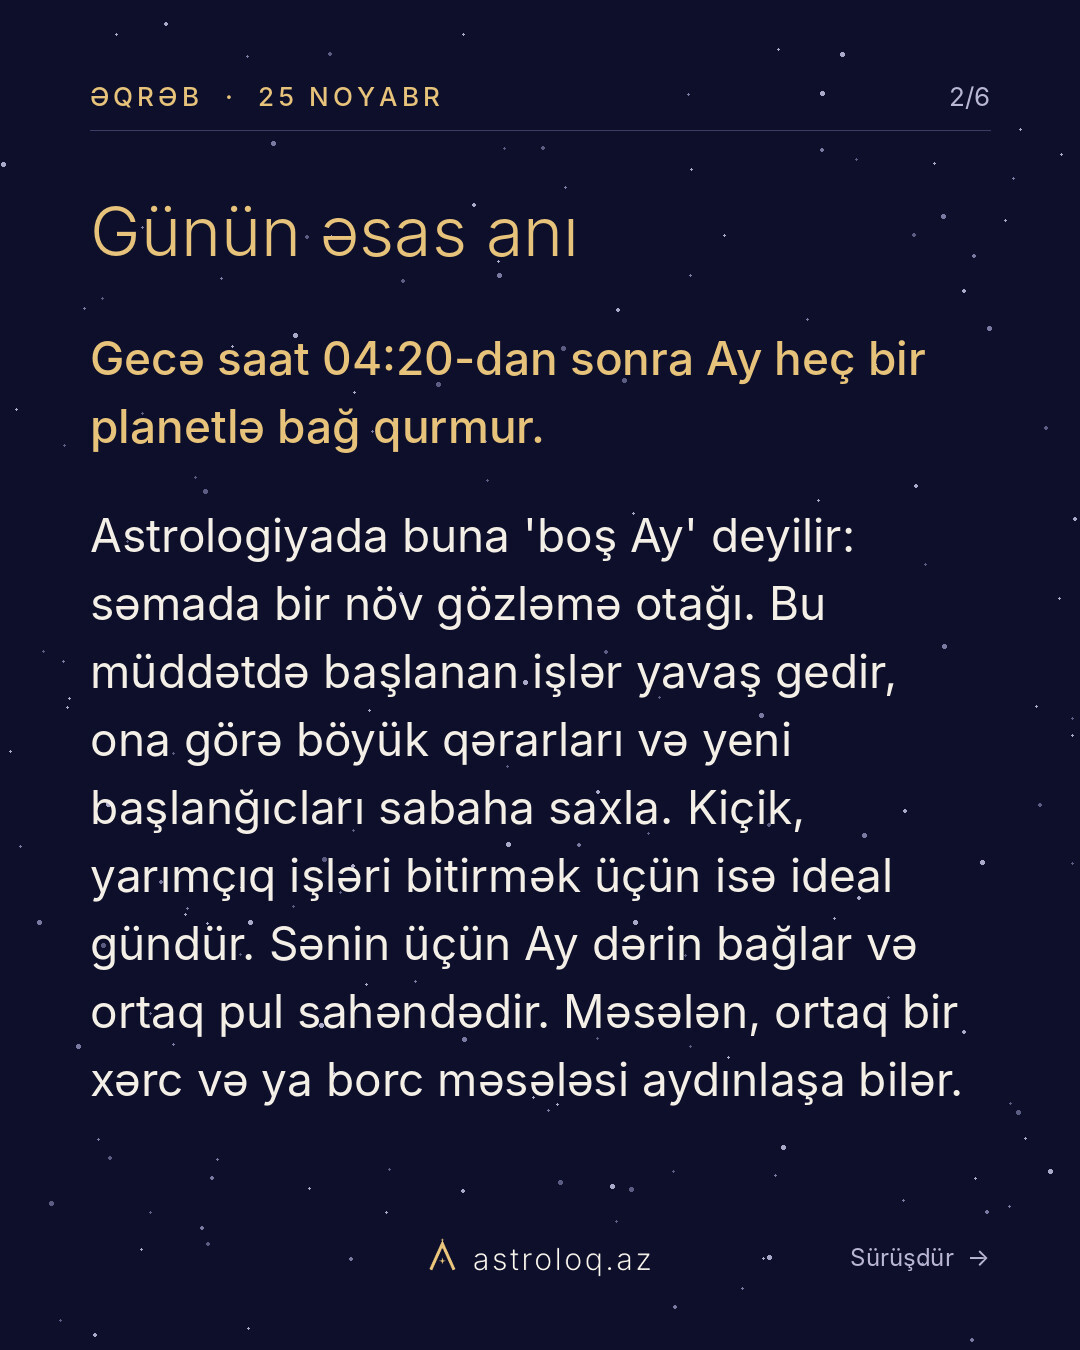 ƏQRƏB · 25 NOYABR
2/6
Günün əsas anı
Gecə saat 04:20-dan sonra Ay heç bir
planetlə bağ qurmur.
Astrologiyada buna 'boş Ay' deyilir:
səmada bir növ gözləmə otağı. Bu
müddətdə başlanan işlər yavaş gedir,
ona görə böyük qərarları və yeni
başlanğıcları sabaha saxla. Kiçik,
yarımçıq işləri bitirmək üçün isə ideal
gündür. Sənin üçün Ay dərin bağlar və
ortaq pul sahəndədir. Məsələn, ortaq bir
xərc və ya borc məsələsi aydınlaşa bilər.
astroloq.az
Sürüşdür →